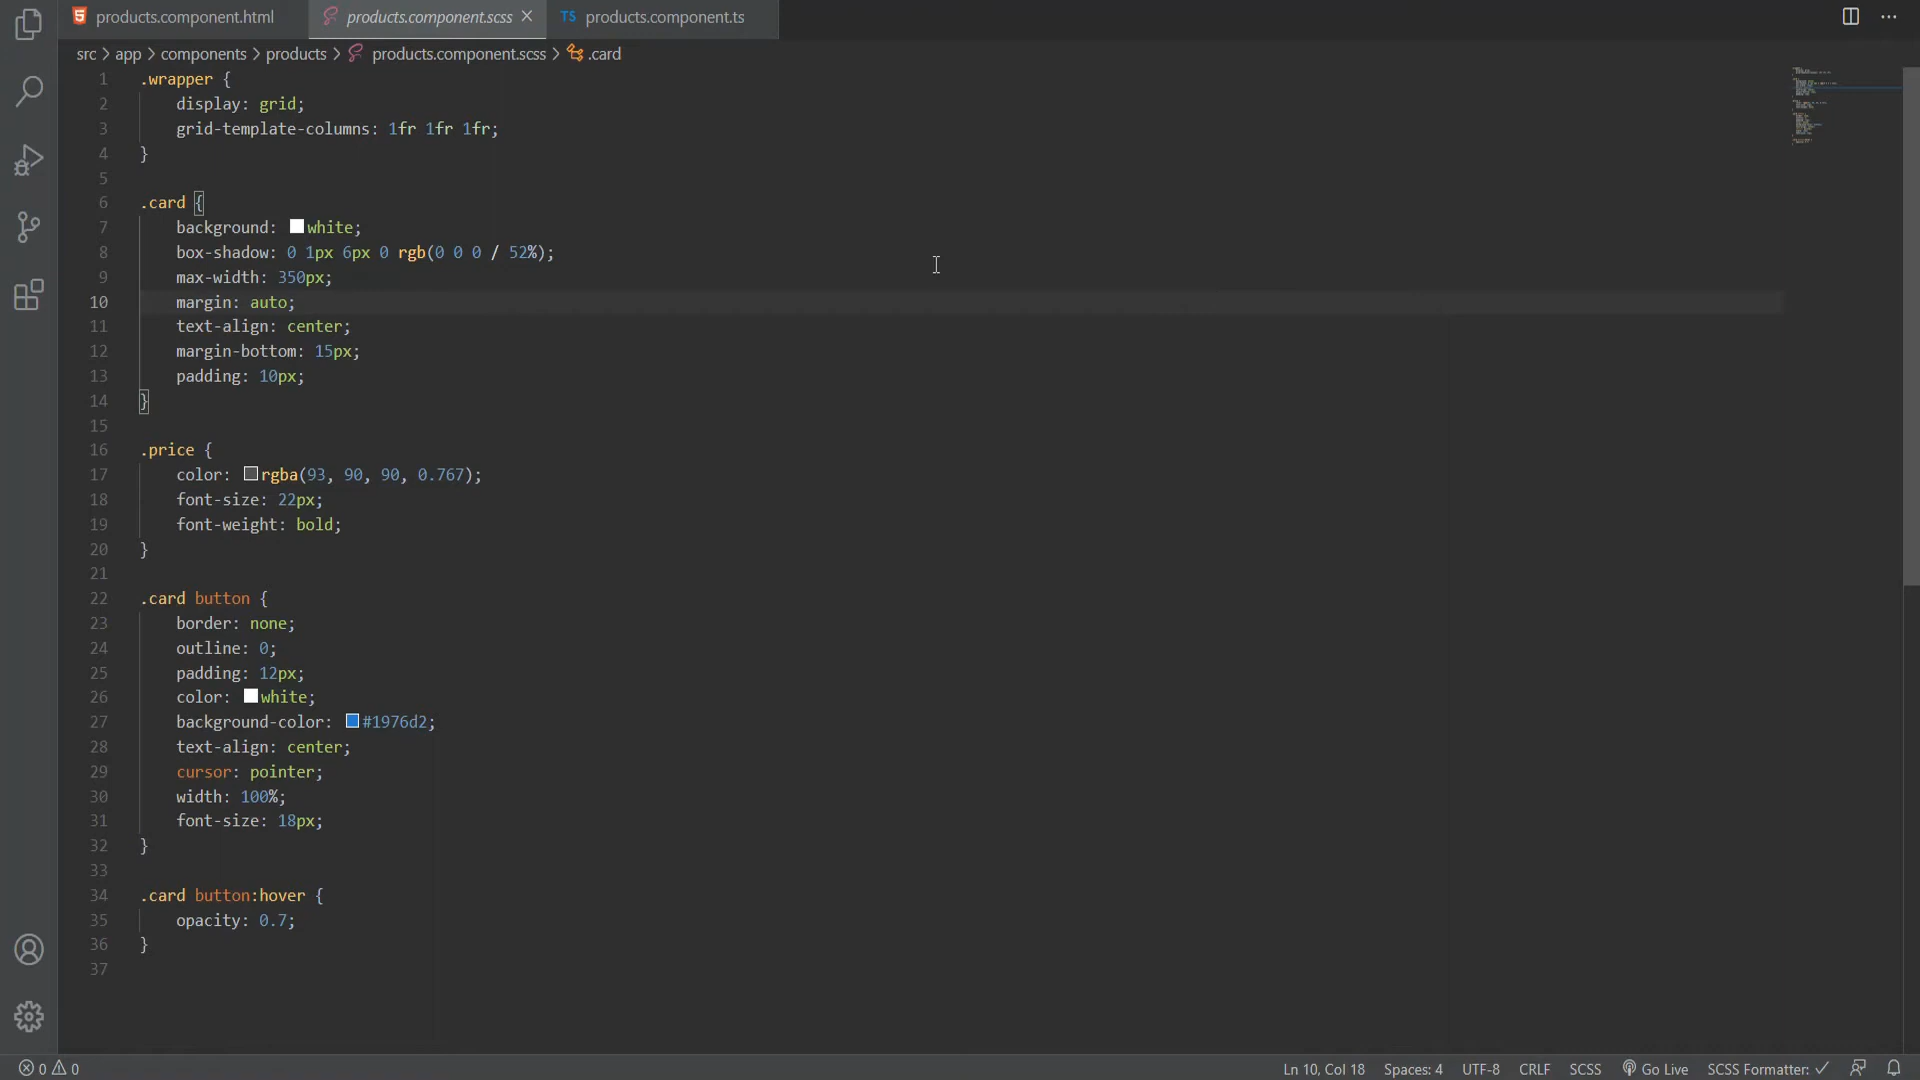 products.component.html
products.component.scss
TS products.component.ts
src > app > components > products > products.component.scss > .card
1 .wrapper {
2 display: grid;
3 grid-template-columns: 1fr 1fr 1fr;
4 }
5
6 .card {
7 background: white;
8 box-shadow: 0 1px 6px 0 rgb(0 0 0 / 52%);
9 max-width: 350px;
10 margin: auto;
11 text-align: center;
12 margin-bottom: 15px;
13 padding: 10px;
14 }
15
16 .price {
17 color: rgba(93, 90, 90, 0.767);
18 font-size: 22px;
19 font-weight: bold;
20 }
21
22 .card button {
23 border: none;
24 outline: 0;
25 padding: 12px;
26 color: white;
27 background-color: #1976d2;
28 text-align: center;
29 cursor: pointer;
30 width: 100%;
31 font-size: 18px;
32 }
33
34 .card button:hover {
35 opacity: 0.7;
36 }
37
0 0
Ln 10, Col 18 Spaces: 4 UTF-8 CRLF SCSS Go Live SCSS Formatter: ✓